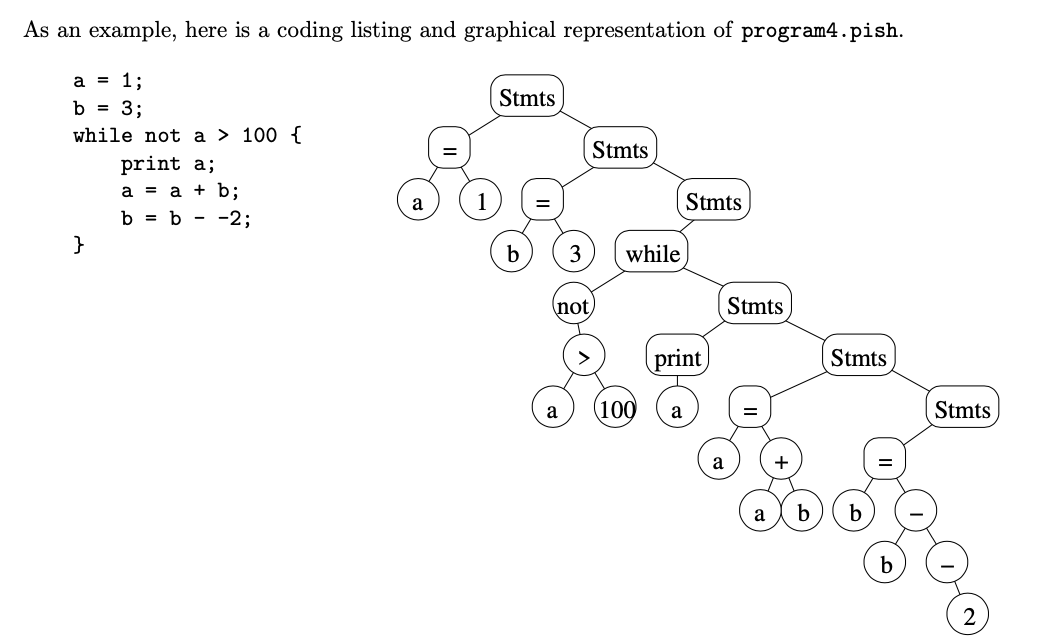 As an example, here is a coding listing and graphical representation of program4.pish.
a = 1;
b = 3;
while not a > 100 {
    print a;
    a = a + b;
    b = b - -2;
}
Stmts
= Stmts
a 1 = Stmts
b 3 while
not Stmts
> print Stmts
a 100 a = Stmts
a + =
a b b −
b −
2